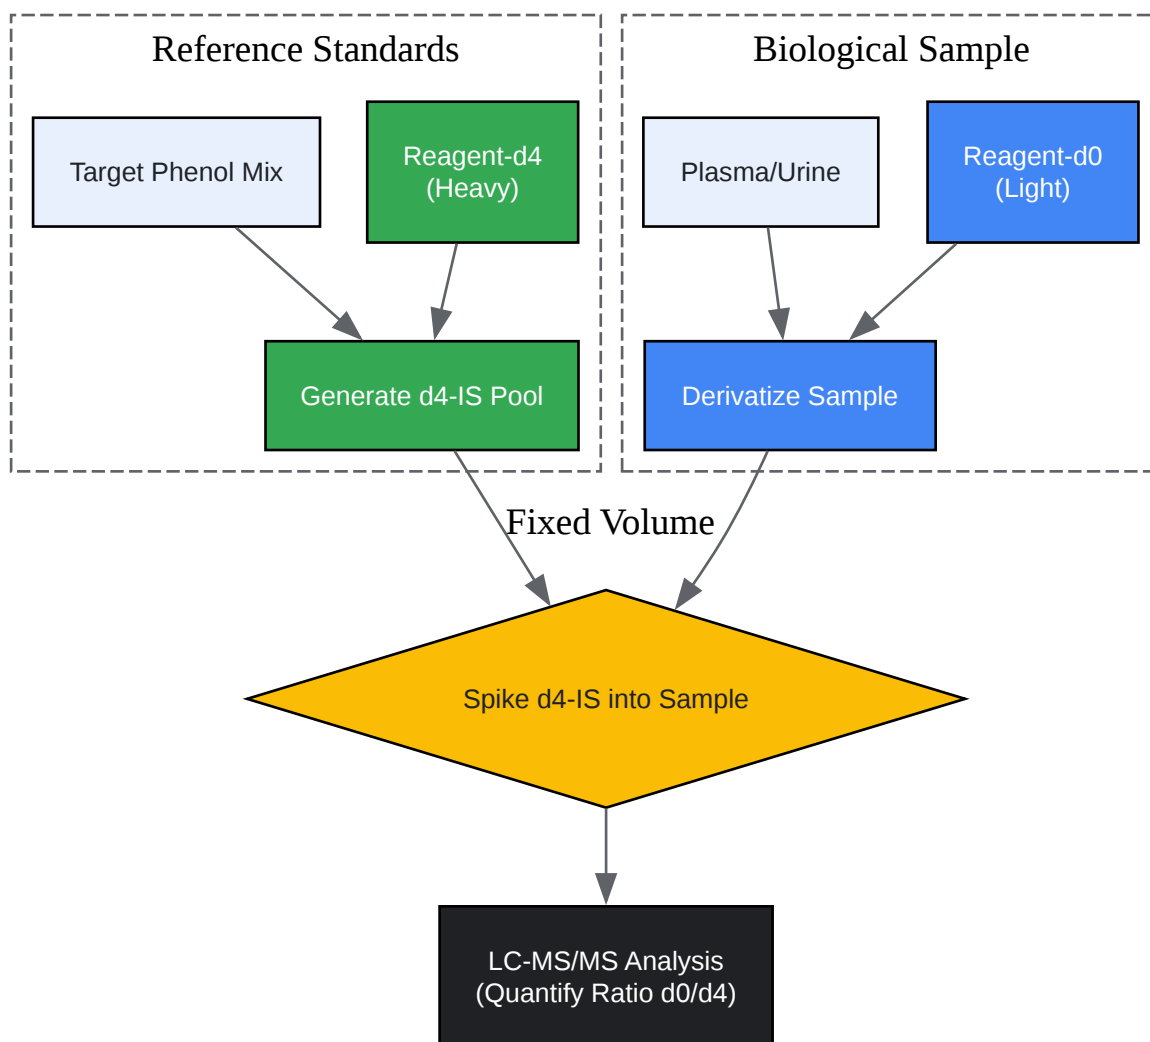 Reference Standards
Biological Sample
Target Phenol Mix
Reagent-d4
(Heavy)
Plasma/Urine
Reagent-d0
(Light)
Generate d4-IS Pool
Derivatize Sample
Fixed Volume
Spike d4-IS into Sample
LC-MS/MS Analysis
(Quantify Ratio d0/d4)